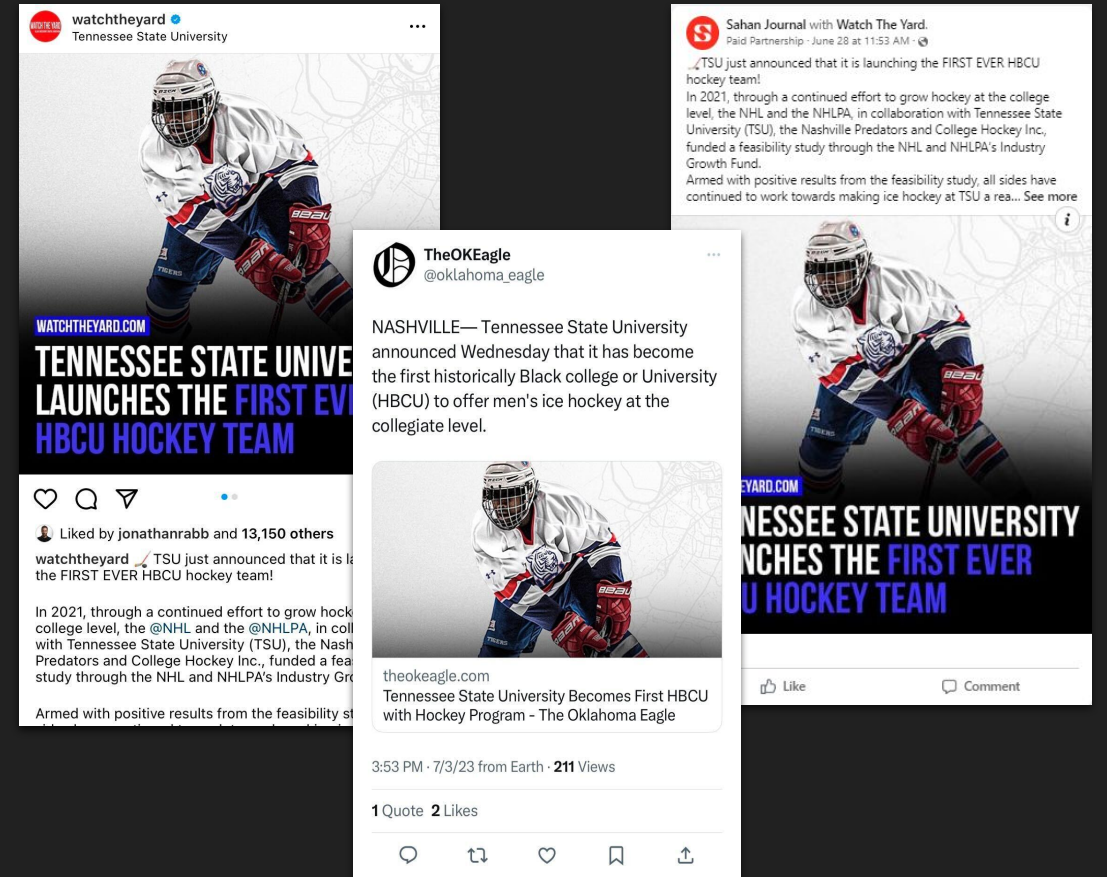 watchtheyard
Tennessee State University
WATCH THE YARD
BAUER
TIGERS
WATCHTHEYARD.COM
TENNESSEE STATE UNIVE
LAUNCHES THE FIRST EV
HBCU HOCKEY TEAM
Liked by jonathanrabb and 13,150 others
watchtheyard TSU just announced that it is la
the FIRST EVER HBCU hockey team!
In 2021, through a continued effort to grow hock
college level, the @NHL and the @NHLPA, in coll
with Tennessee State University (TSU), the Nash
Predators and College Hockey Inc., funded a fea
study through the NHL and NHLPA's Industry Gr
Armed with positive results from the feasibility st
TheOKEagle
@oklahoma_eagle
NASHVILLE— Tennessee State University
announced Wednesday that it has become
the first historically Black college or University
(HBCU) to offer men's ice hockey at the
collegiate level.
BAUER
theokeagle.com
Tennessee State University Becomes First HBCU
with Hockey Program - The Oklahoma Eagle
3:53 PM · 7/3/23 from Earth · 211 Views
1 Quote 2 Likes
Sahan Journal with Watch The Yard.
Paid Partnership · June 28 at 11:53 AM ·
TSU just announced that it is launching the FIRST EVER HBCU
hockey team!
In 2021, through a continued effort to grow hockey at the college
level, the NHL and the NHLPA, in collaboration with Tennessee State
University (TSU), the Nashville Predators and College Hockey Inc.,
funded a feasibility study through the NHL and NHLPA's Industry
Growth Fund.
Armed with positive results from the feasibility study, all sides have
continued to work towards making ice hockey at TSU a rea... See more
BAUER
EYARD.COM
NESSEE STATE UNIVERSITY
NCHES THE FIRST EVER
U HOCKEY TEAM
Like
Comment